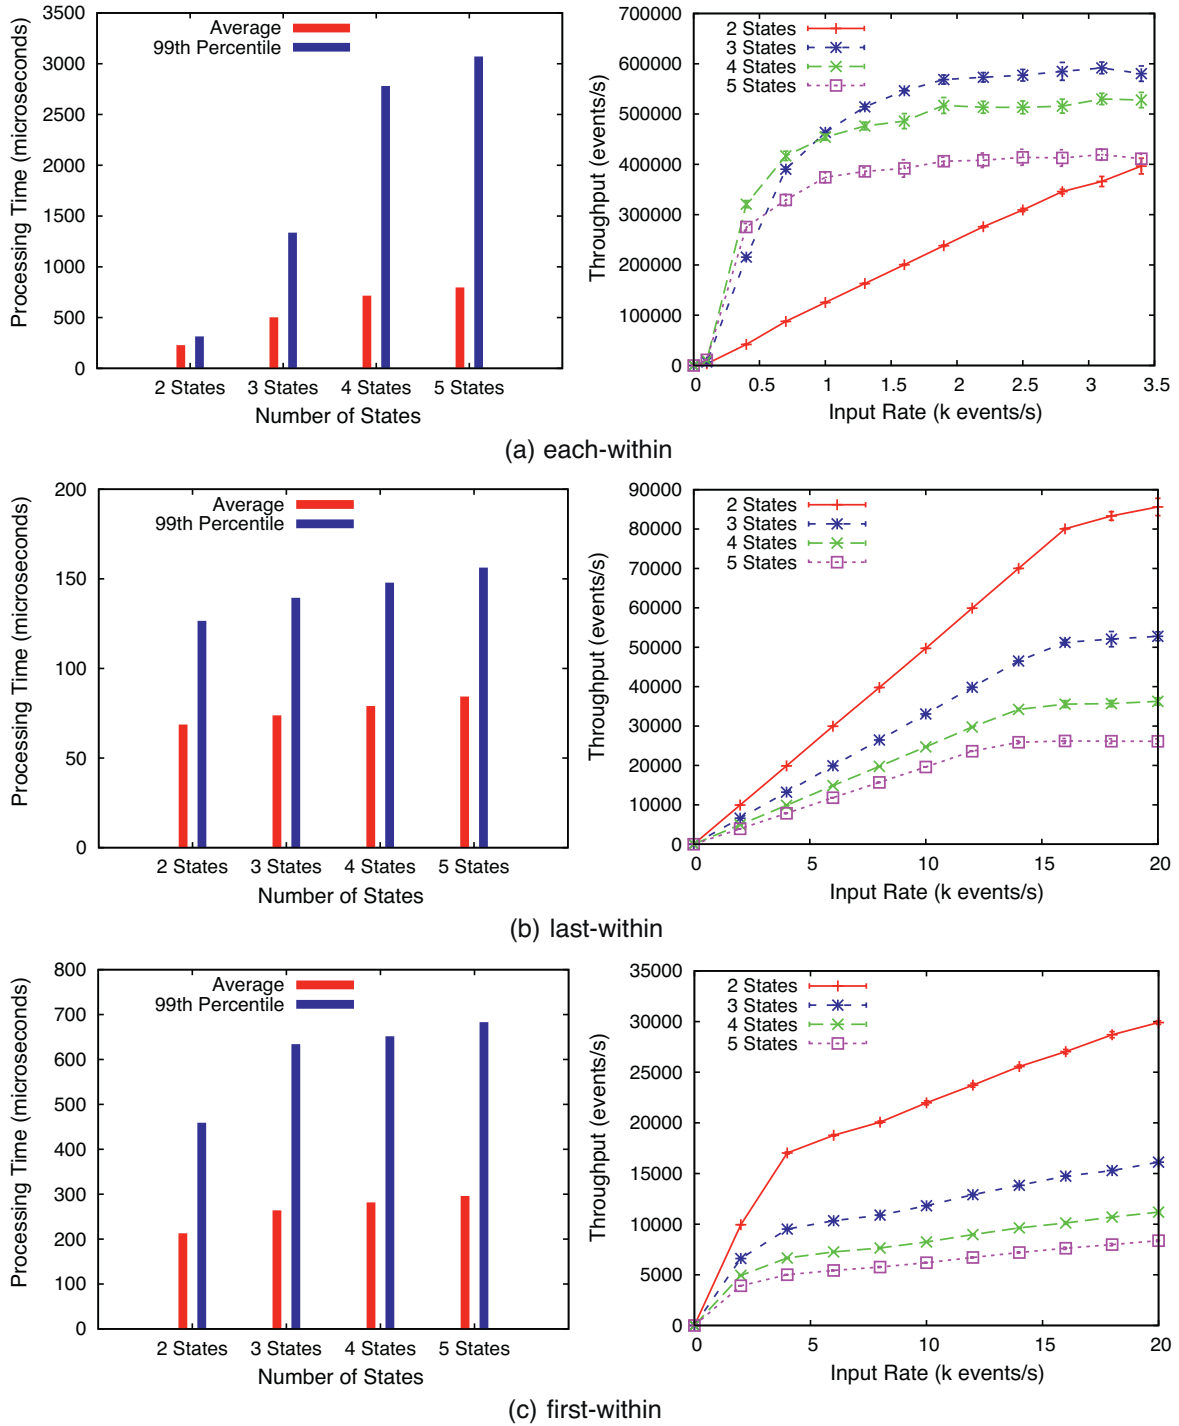 Average
99th Percentile
3500
3000
2500
2000
1500
1000
500
0
Processing Time (microseconds)
2 States
3 States
4 States
5 States
Number of States
2 States
3 States
4 States
5 States
700000
600000
500000
400000
300000
200000
100000
0
Throughput (events/s)
0
0.5
1
1.5
2
2.5
3
3.5
Input Rate (k events/s)
(a) each-within
Average
99th Percentile
200
150
100
50
0
Processing Time (microseconds)
2 States
3 States
4 States
5 States
Number of States
2 States
3 States
4 States
5 States
90000
80000
70000
60000
50000
40000
30000
20000
10000
0
Throughput (events/s)
0
5
10
15
20
Input Rate (k events/s)
(b) last-within
Average
99th Percentile
800
700
600
500
400
300
200
100
0
Processing Time (microseconds)
2 States
3 States
4 States
5 States
Number of States
2 States
3 States
4 States
5 States
35000
30000
25000
20000
15000
10000
5000
0
Throughput (events/s)
0
5
10
15
20
Input Rate (k events/s)
(c) first-within